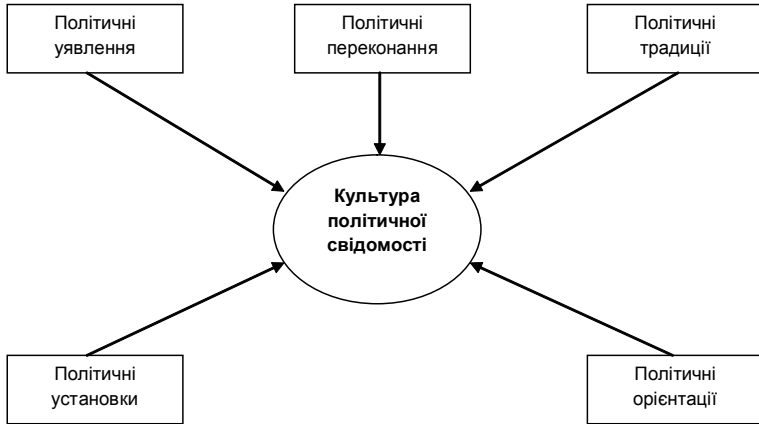 Політичні
уявлення
Політичні
переконання
Політичні
традиції
Культура
політичної
свідомості
Політичні
установки
Політичні
орієнтації